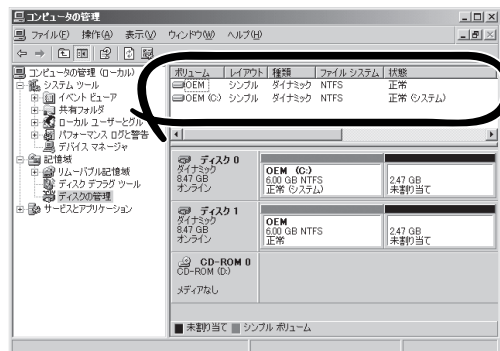 コンピュータの管理
ファイル(F) 操作(A) 表示(V) ウィンドウ(W) ヘルプ(H)
コンピュータの管理 (ローカル)
システム ツール
イベント ビューア
共有フォルダ
ローカル ユーザーとグル
パフォーマンス ログと警告
デバイス マネージャ
記憶域
リムーバブル記憶域
ディスク デフラグ ツール
ディスクの管理
サービスとアプリケーション
ボリューム レイアウト 種類 ファイル システム 状態
OEM シンプル ダイナミック NTFS 正常
OEM (C:) シンプル ダイナミック NTFS 正常 (システム)
ディスク 0
ダイナミック
8.47 GB
オンライン
OEM (C:)
6.00 GB NTFS
正常 (システム)
2.47 GB
未割り当て
ディスク 1
ダイナミック
8.47 GB
オンライン
OEM
6.00 GB NTFS
正常
2.47 GB
未割り当て
CD-ROM 0
CD-ROM (D:)
メディアなし
未割り当て シンプル ボリューム